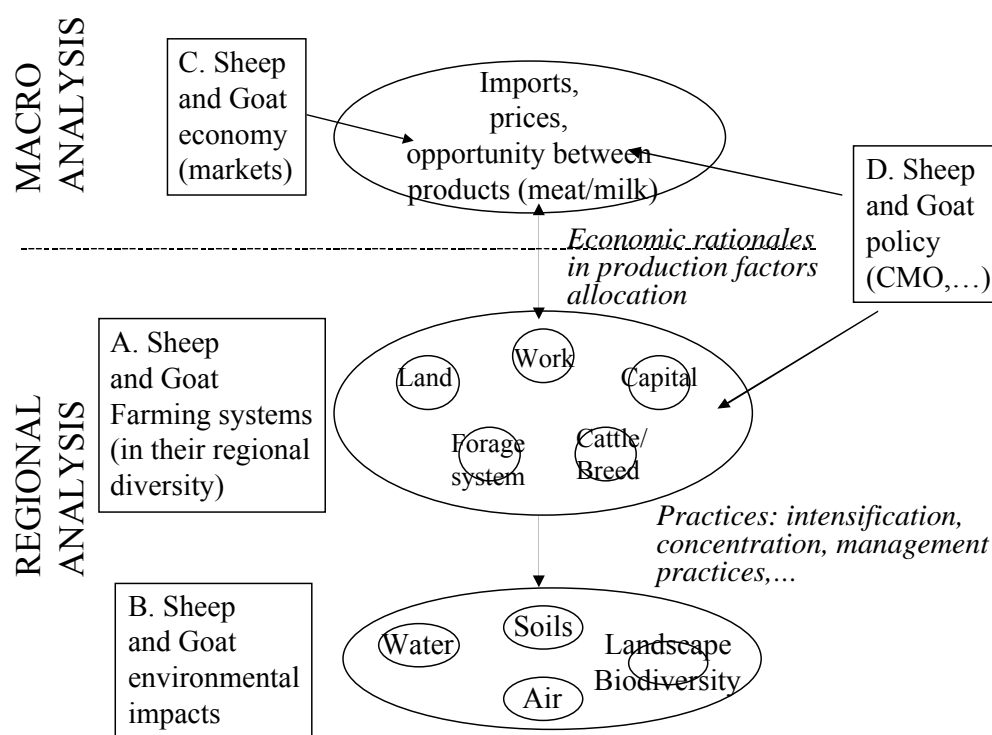 MACRO
ANALYSIS
C. Sheep
and Goat
economy
(markets)
Imports,
prices,
opportunity between
products (meat/milk)
D. Sheep
and Goat
policy
(CMO,…)
Economic rationales
in production factors
allocation
REGIONAL
ANALYSIS
A. Sheep
and Goat
Farming systems
(in their regional
diversity)
Land
Work
Capital
Forage
system
Cattle/
Breed
Practices: intensification,
concentration, management
practices,…
B. Sheep
and Goat
environmental
impacts
Water
Soils
Air
Landscape
Biodiversity